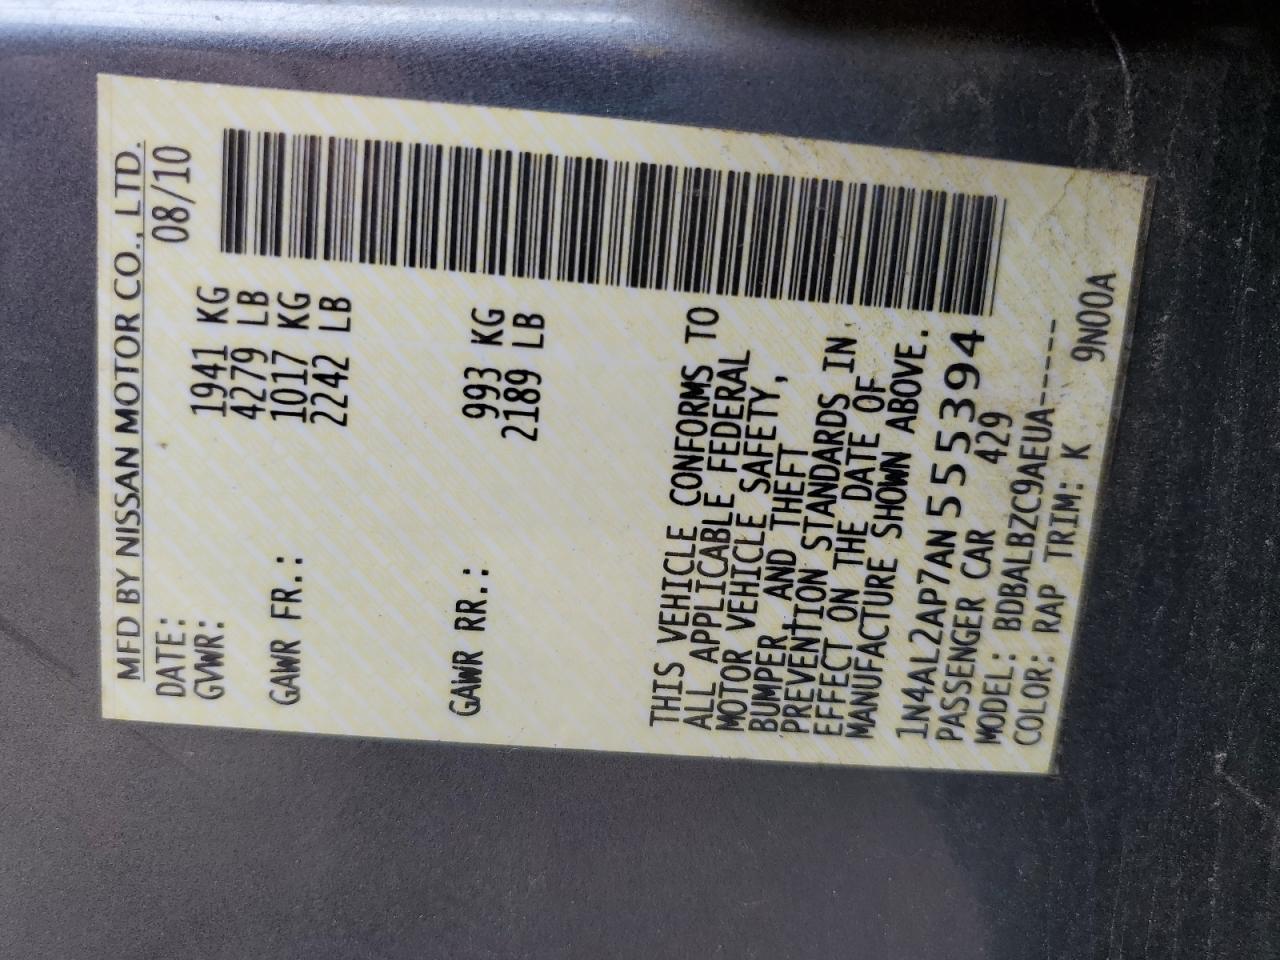 MFD BY NISSAN MOTOR CO., LTD.
DATE: 08/10
GVWR: 1941 KG
4279 LB
GAWR FR.: 1017 KG
2242 LB
GAWR RR.: 993 KG
2189 LB
THIS VEHICLE CONFORMS TO
ALL APPLICABLE FEDERAL
MOTOR VEHICLE SAFETY,
BUMPER AND THEFT
PREVENTION STANDARDS IN
EFFECT ON THE DATE OF
MANUFACTURE SHOWN ABOVE.
1N4AL2AP7AN555394
PASSENGER CAR 429
MODEL: BDBALBZC9AEUA-----
COLOR: RAP TRIM: K 9N00A